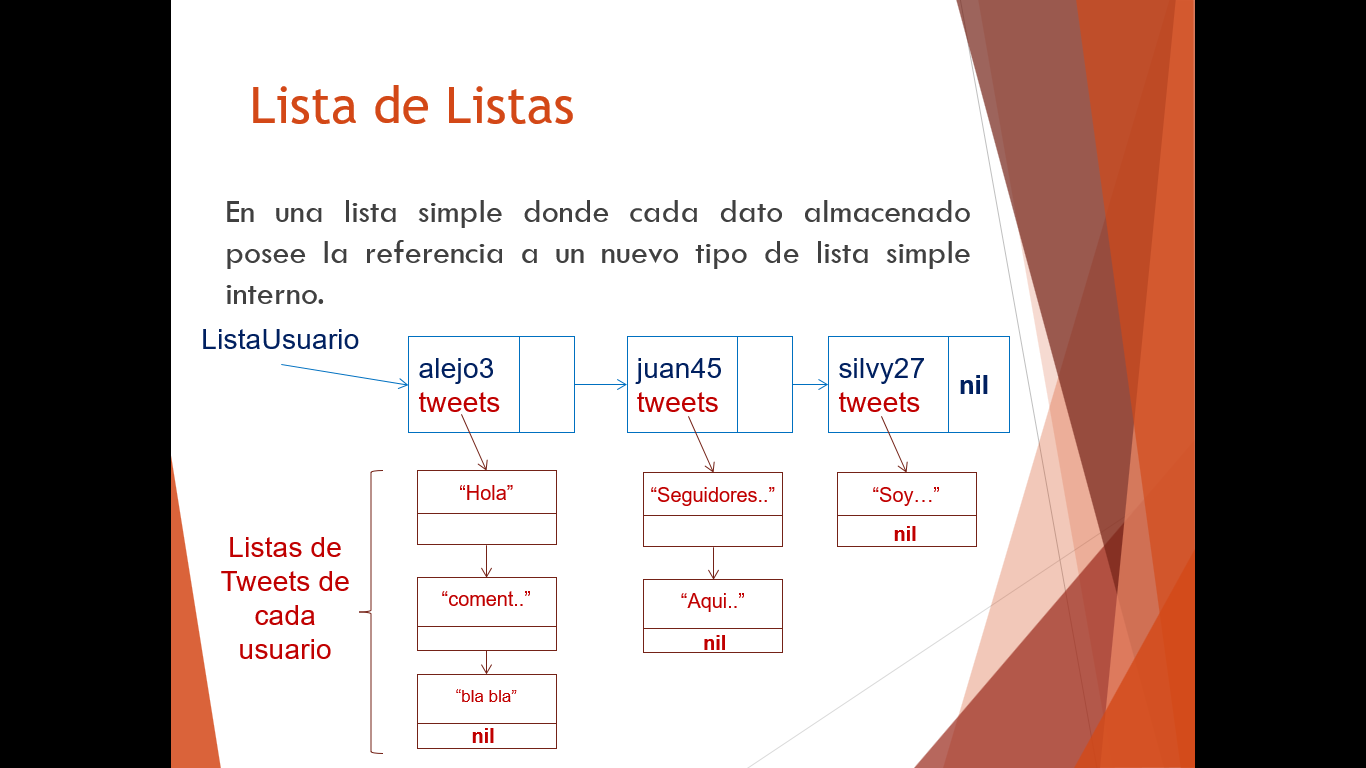 Lista de Listas
En una lista simple donde cada dato almacenado
posee la referencia a un nuevo tipo de lista simple
interno.
ListaUsuario
alejo3
tweets
juan45
tweets
silvy27
tweets
nil
Listas de
Tweets de
cada
usuario
“Hola”
“coment..”
“bla bla”
nil
“Seguidores..”
“Aqui..”
nil
“Soy…”
nil